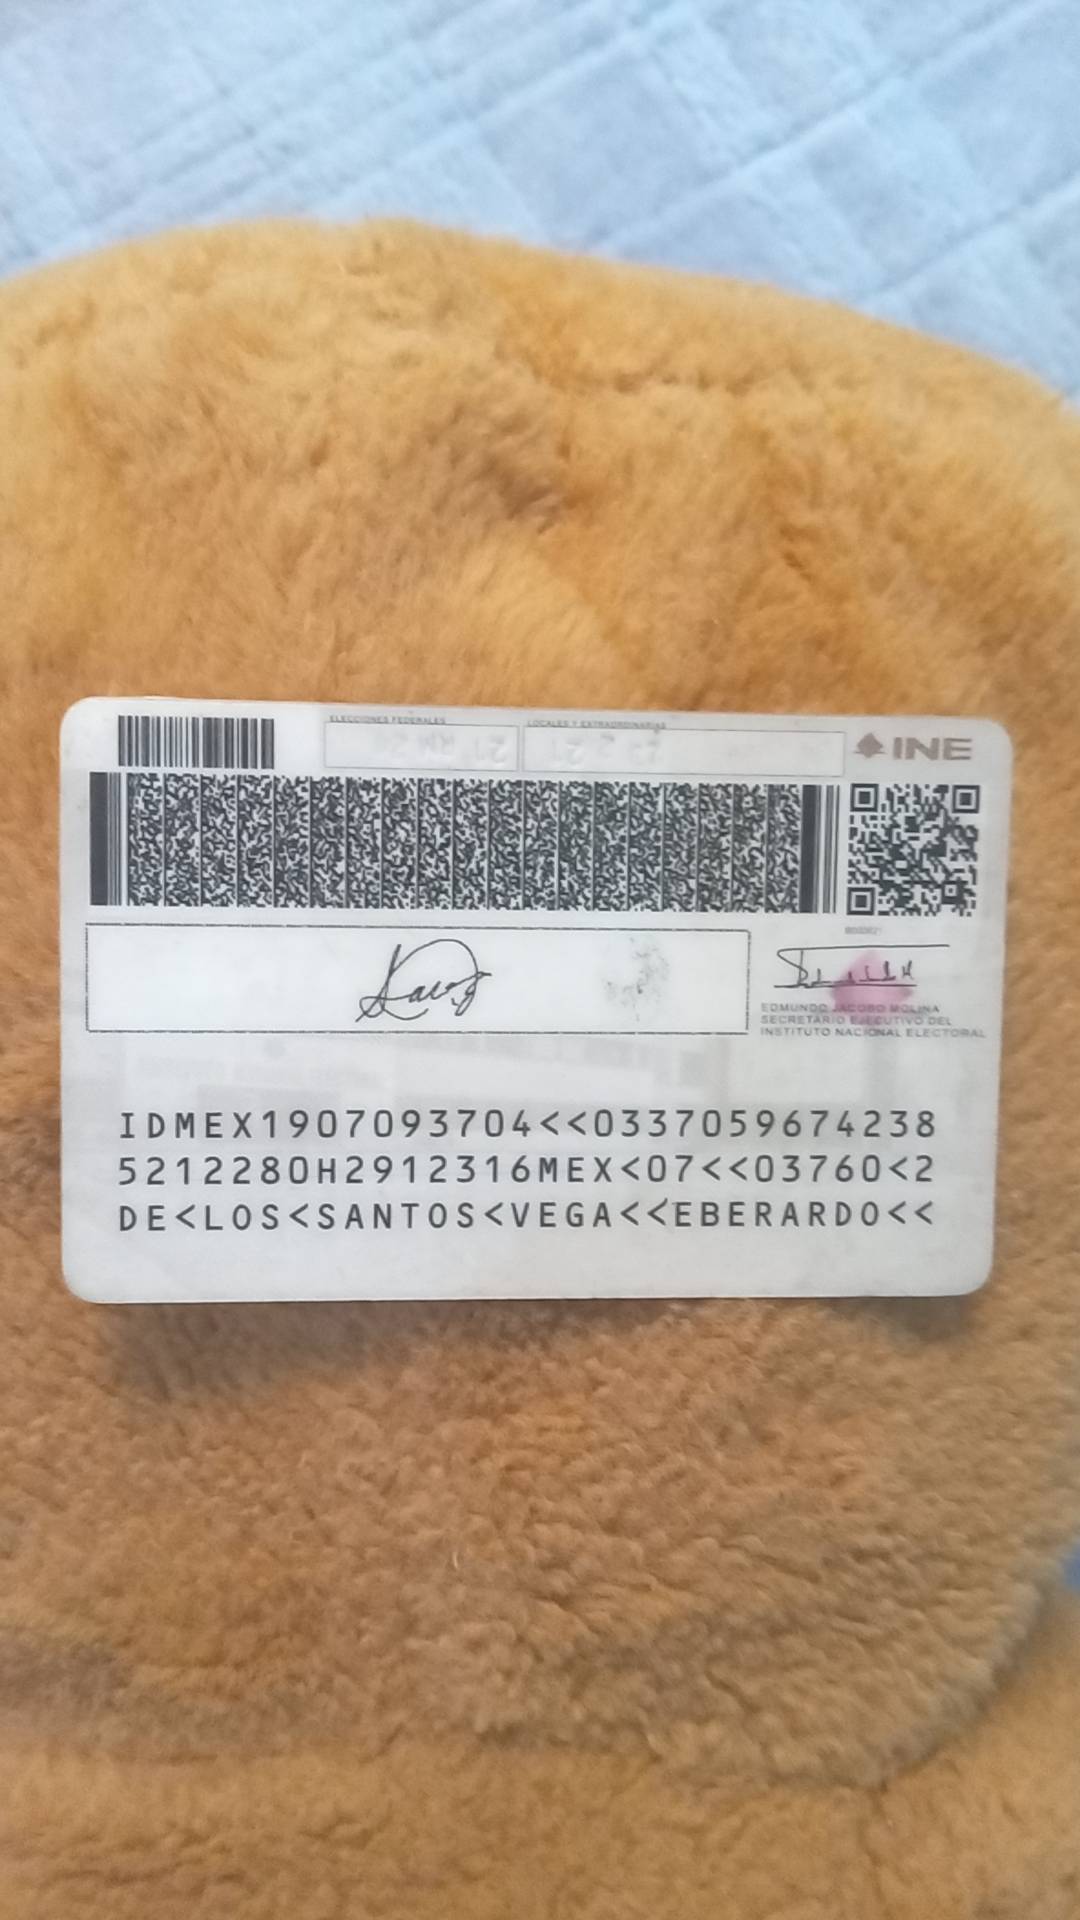 ELECCIONES FEDERALES
LOCALES Y EXTRAORDINARIAS
INE
EDMUNDO JACOBO MOLINA
SECRETARIO EJECUTIVO DEL
INSTITUTO NACIONAL ELECTORAL
IDMEX1907093704<<0337059674238
5212280H2912316MEX<07<<03760<2
DE<LOS<SANTOS<VEGA<<EBERARDO<<